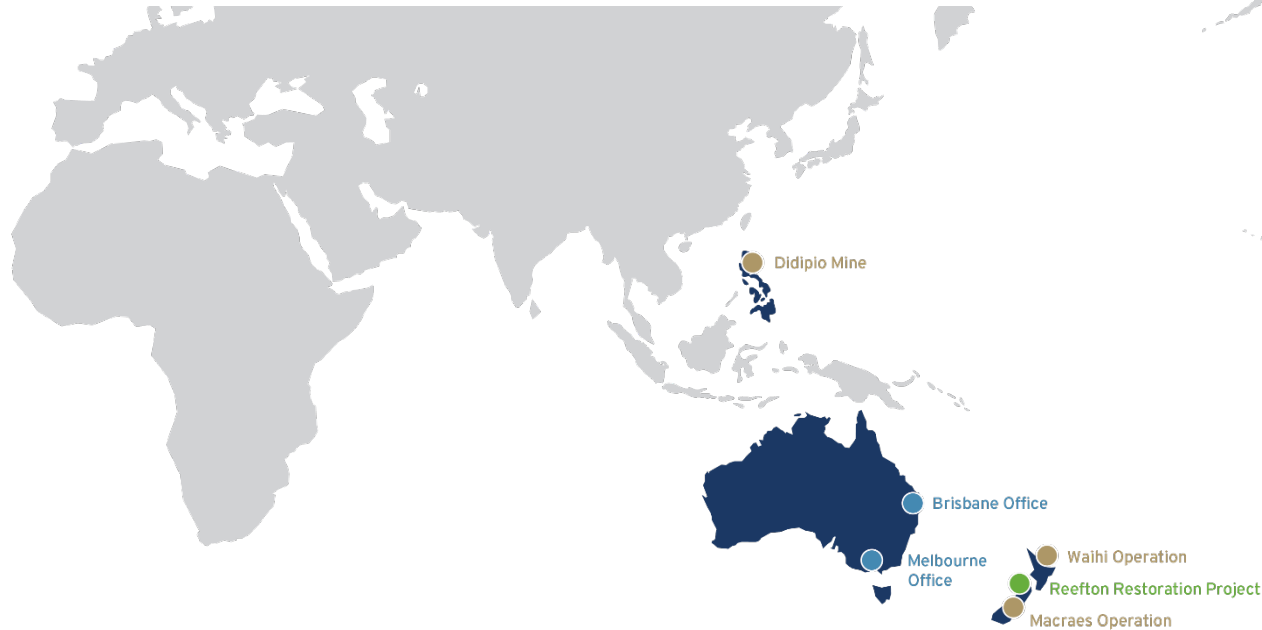 Didipio Mine
Brisbane Office
Melbourne
Office
Waihi Operation
Reefton Restoration Project
Macraes Operation